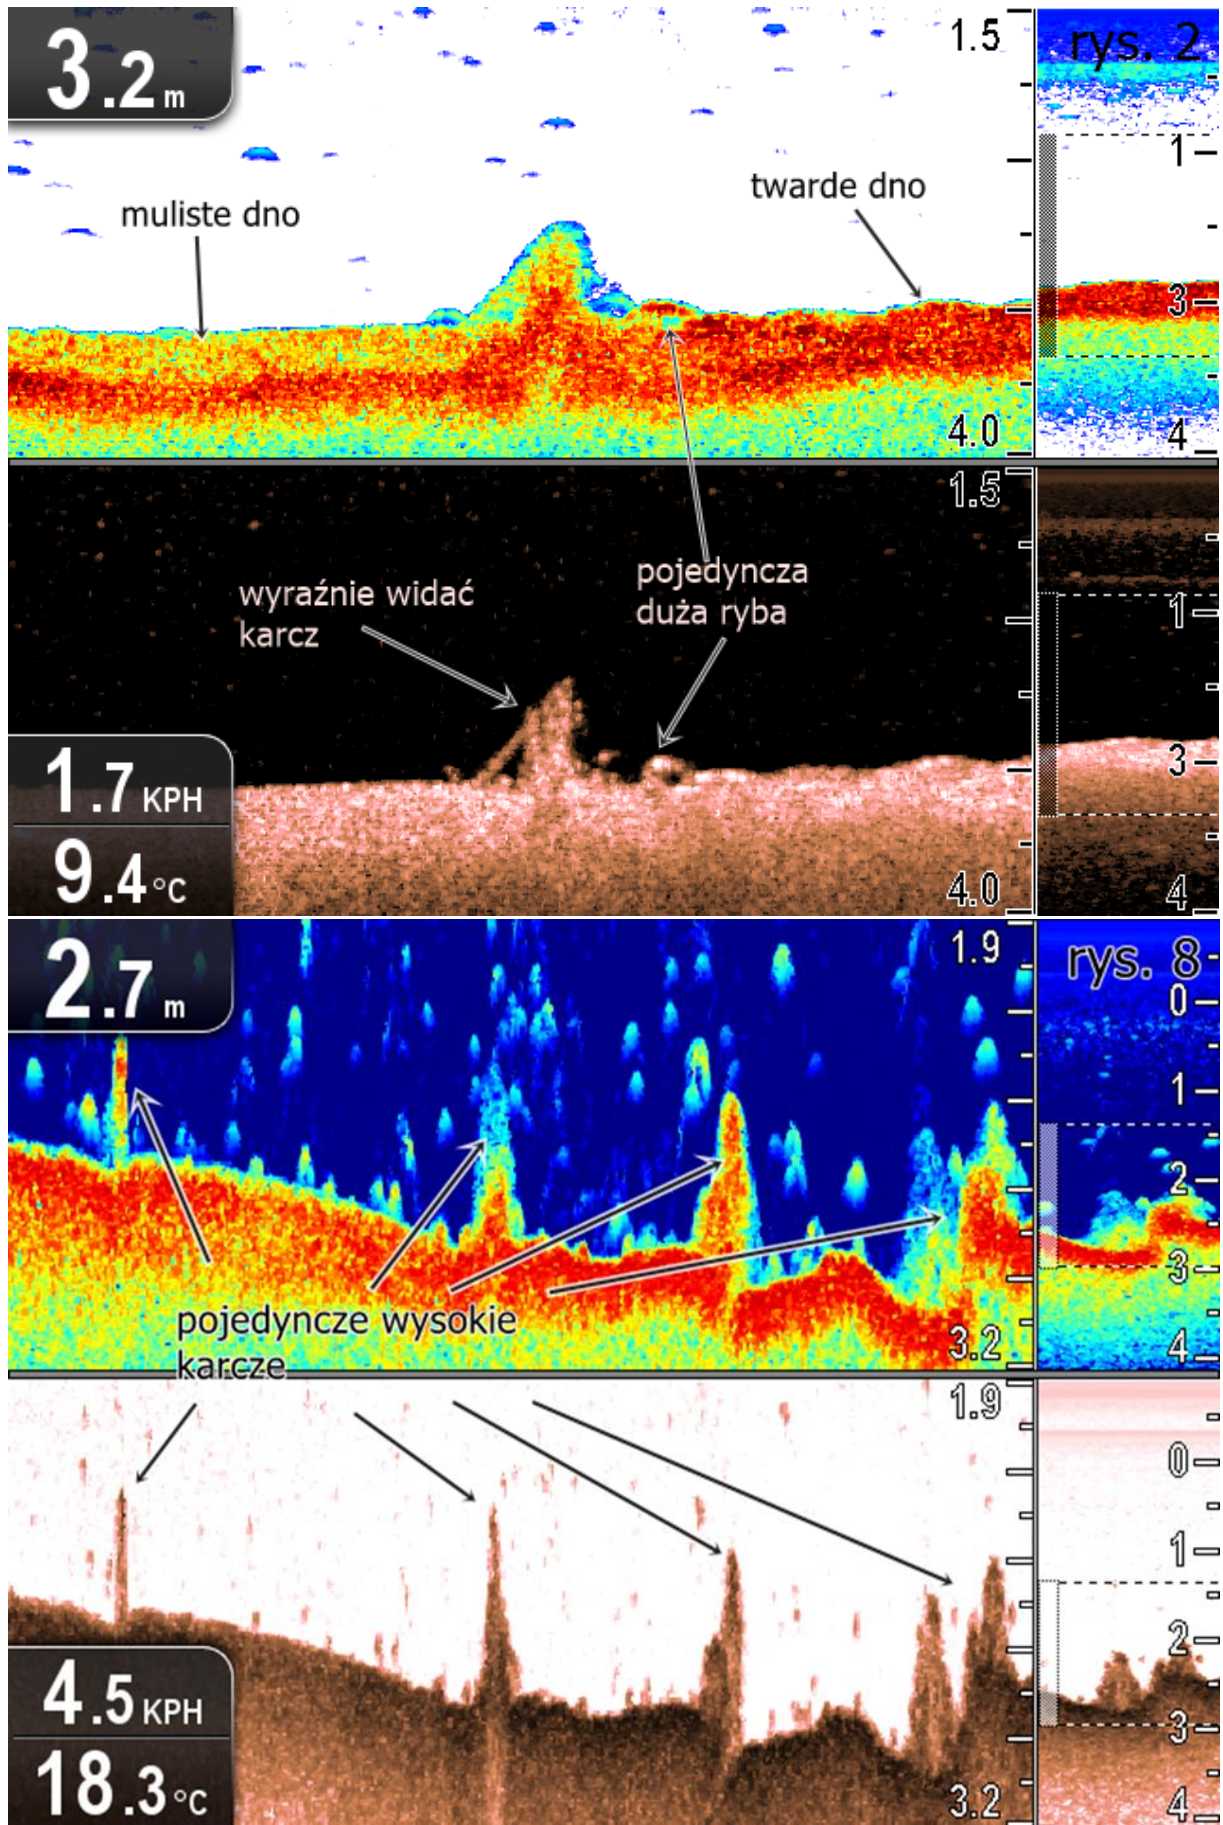 3.2 m
1.5
rys. 2
1
muliste dno
twarde dno
3
4.0
4
1.5
wyraźnie widać
karcz
pojedyncza
duża ryba
1
1.7 KPH
3
9.4 °C
4.0
4
2.7 m
1.9
rys. 8
0
1
2
3
pojedyncze wysokie
karcze
3.2
4
1.9
0
1
2
4.5 KPH
3
18.3 °C
3.2
4